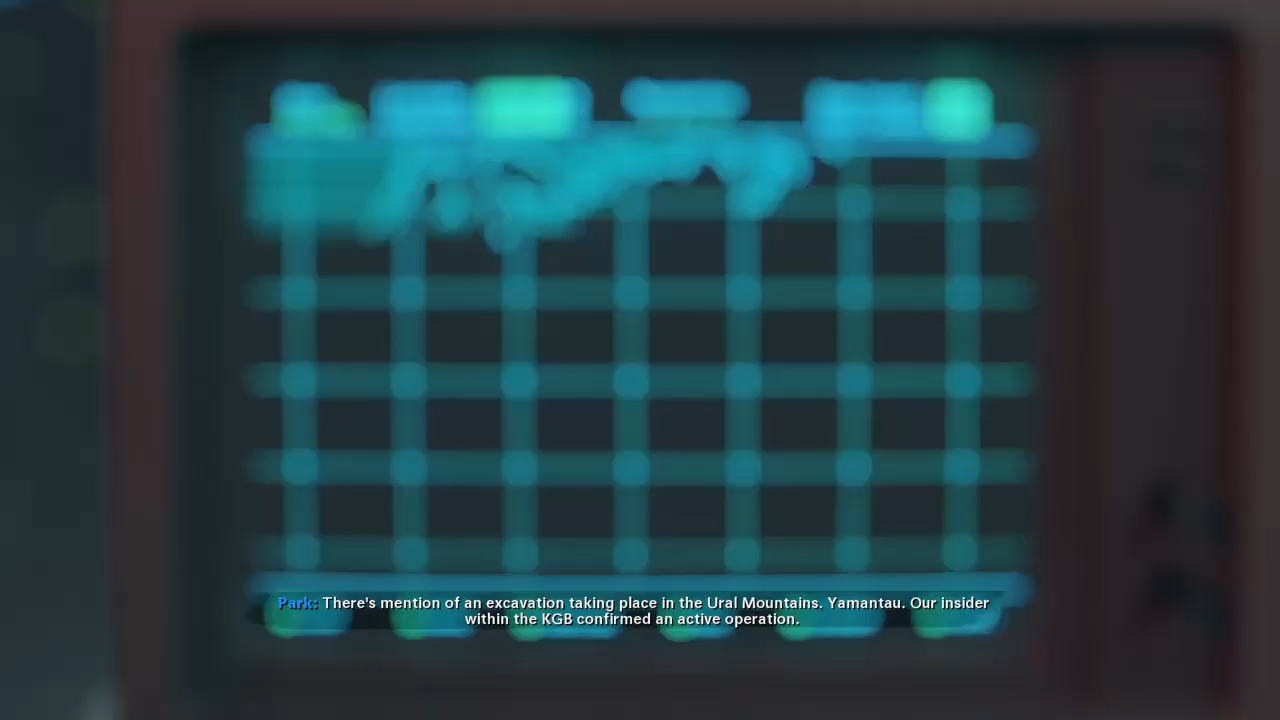 Park: There's mention of an excavation taking place in the Ural Mountains. Yamantau. Our insider
within the KGB confirmed an active operation.